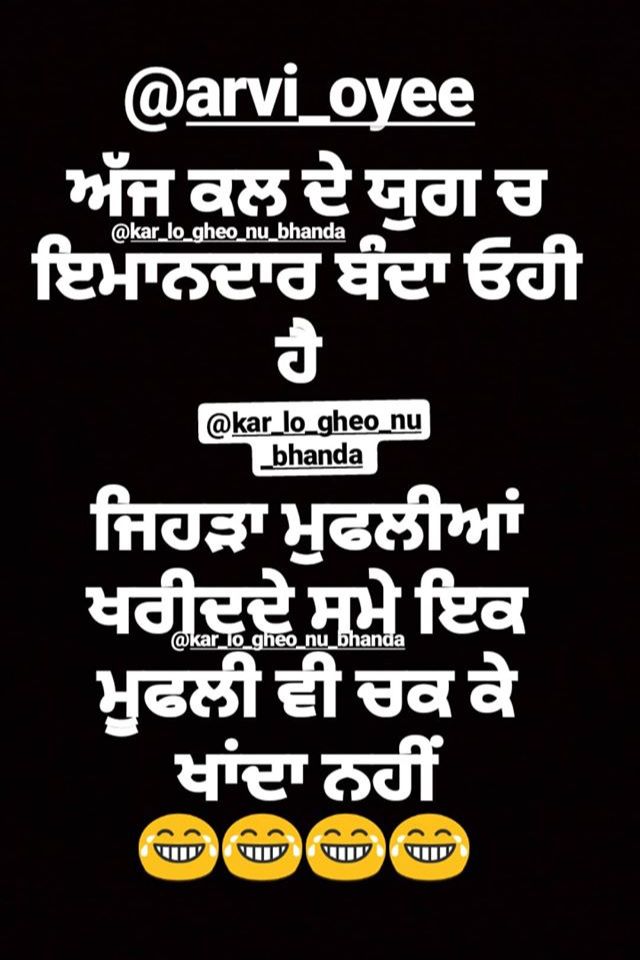 @arvi_oyee
ਅੱਜ ਕਲ ਦੇ ਯੁਗ ਚ
@kar_lo_gheo_nu_bhanda
ਇਮਾਨਦਾਰ ਬੰਦਾ ਓਹੀ
ਹੈ
@kar_lo_gheo_nu
_bhanda
ਜਿਹੜਾ ਮੁਫਲੀਆਂ
ਖਰੀਦਦੇ ਸਮੇ ਇਕ
@kar_lo_gheo_nu_bhanda
ਮੂਫਲੀ ਵੀ ਚਕ ਕੇ
ਖਾਂਦਾ ਨਹੀਂ
😂😂😂😂